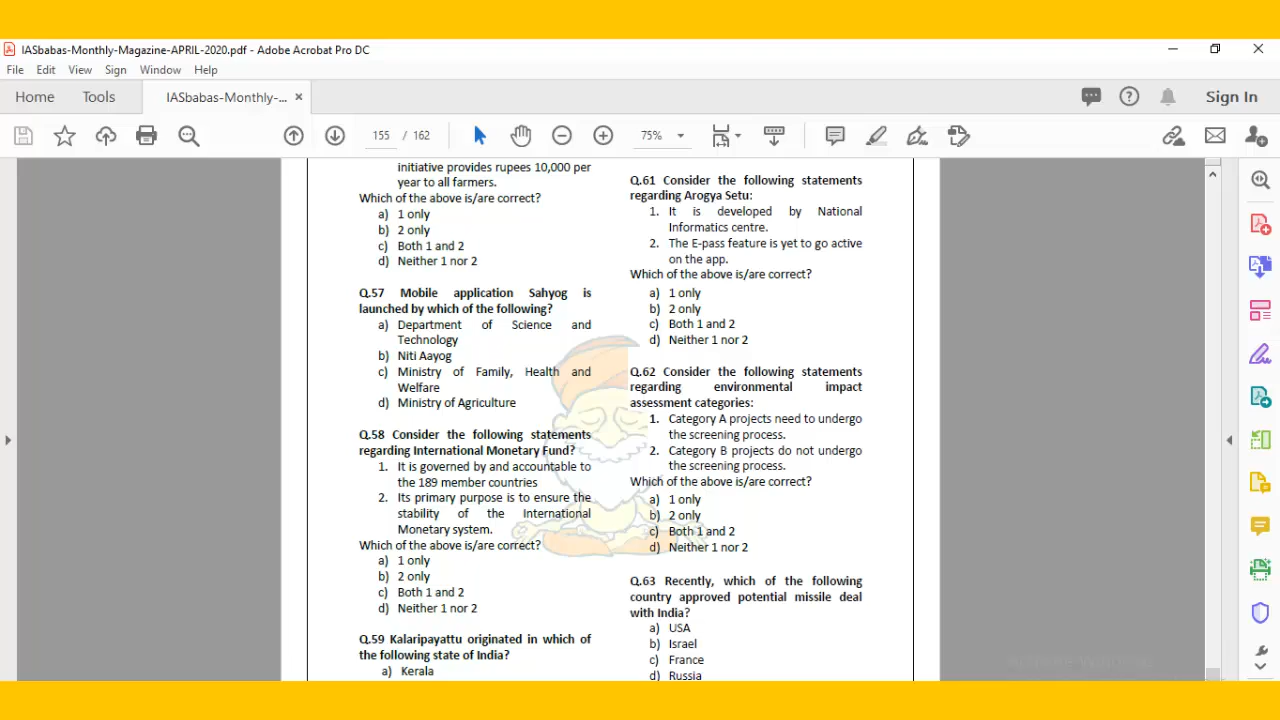 IASbabas-Monthly-Magazine-APRIL-2020.pdf - Adobe Acrobat Pro DC
File Edit View Sign Window Help
Home Tools IASbabas-Monthly-... × Sign In
155 / 162 75%
initiative provides rupees 10,000 per
year to all farmers.
Which of the above is/are correct?
a) 1 only
b) 2 only
c) Both 1 and 2
d) Neither 1 nor 2
Q.57 Mobile application Sahyog is
launched by which of the following?
a) Department of Science and
Technology
b) Niti Aayog
c) Ministry of Family, Health and
Welfare
d) Ministry of Agriculture
Q.58 Consider the following statements
regarding International Monetary Fund?
1. It is governed by and accountable to
the 189 member countries
2. Its primary purpose is to ensure the
stability of the International
Monetary system.
Which of the above is/are correct?
a) 1 only
b) 2 only
c) Both 1 and 2
d) Neither 1 nor 2
Q.59 Kalaripayattu originated in which of
the following state of India?
a) Kerala
Q.61 Consider the following statements
regarding Arogya Setu:
1. It is developed by National
Informatics centre.
2. The E-pass feature is yet to go active
on the app.
Which of the above is/are correct?
a) 1 only
b) 2 only
c) Both 1 and 2
d) Neither 1 nor 2
Q.62 Consider the following statements
regarding environmental impact
assessment categories:
1. Category A projects need to undergo
the screening process.
2. Category B projects do not undergo
the screening process.
Which of the above is/are correct?
a) 1 only
b) 2 only
c) Both 1 and 2
d) Neither 1 nor 2
Q.63 Recently, which of the following
country approved potential missile deal
with India?
a) USA
b) Israel
c) France
d) Russia